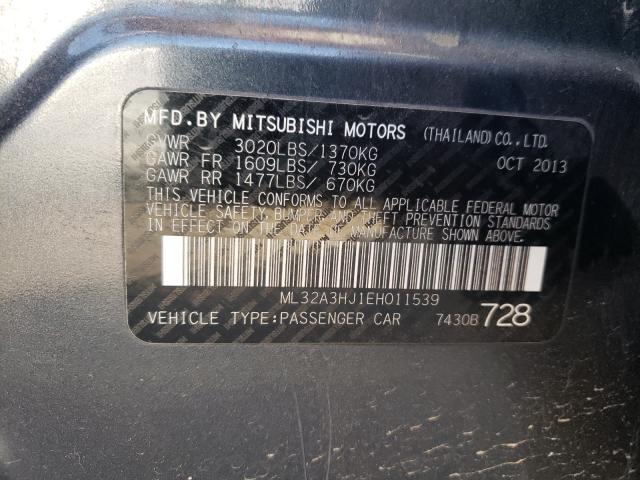 MFD.BY MITSUBISHI MOTORS (THAILAND)CO.,LTD.
GVWR 3020LBS/1370KG OCT 2013
GAWR FR 1609LBS/ 730KG
GAWR RR 1477LBS/ 670KG
THIS VEHICLE CONFORMS TO ALL APPLICABLE FEDERAL MOTOR
VEHICLE SAFETY, BUMPER, AND THEFT PREVENTION STANDARDS
IN EFFECT ON THE DATE OF MANUFACTURE SHOWN ABOVE.
ML32A3HJ1EH011539
VEHICLE TYPE:PASSENGER CAR 7430B 728